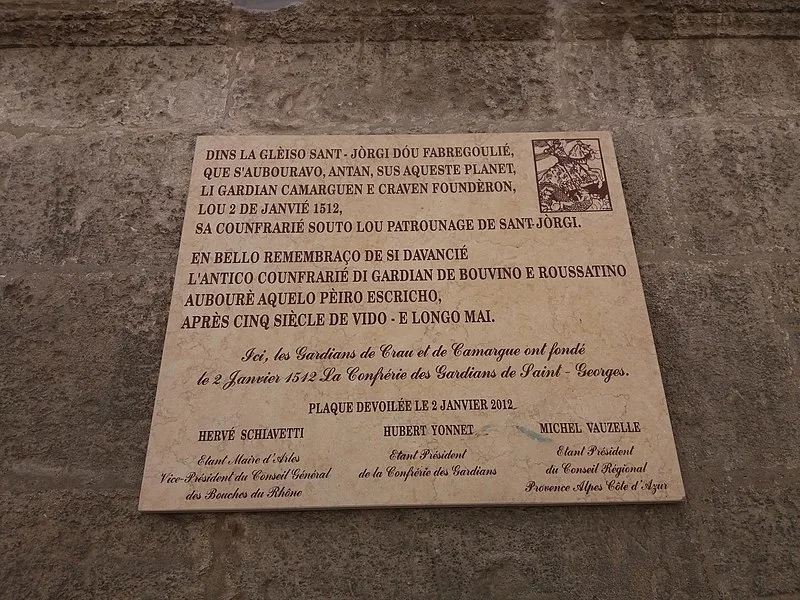 DINS LA GLÈISO SANT - JÒRGI DÓU FABREGOULIÉ,
QUE S'AUBOURAVO, ANTAN, SUS AQUESTE PLANET,
LI GARDIAN CAMARGUEN E CRAVEN FOUNDÈRON,
LOU 2 DE JANVIÉ 1512,
SA COUNFRARIÉ SOUTO LOU PATROUNAGE DE SANT-JÒRGI.
EN BELLO REMEMBRAÇO DE SI DAVANCIÉ
L'ANTICO COUNFRARIÉ DI GARDIAN DE BOUVINO E ROUSSATINO
AUBOURÈ AQUELO PÈIRO ESCRICHO,
APRÈS CINQ SIÈCLE DE VIDO - E LONGO MAI.
Ici, les Gardians de Crau et de Camargue ont fondé
le 2 Janvier 1512 La Confrérie des Gardians de Saint - Georges.
PLAQUE DEVOILÉE LE 2 JANVIER 2012
HERVÉ SCHIAVETTI
Etant Maire d'Arles
Vice-Président du Conseil Général
des Bouches du Rhône
HUBERT YONNET
Etant Président
de la Confrérie des Gardians
MICHEL VAUZELLE
Etant Président
du Conseil Régional
Provence Alpes Côte d'Azur